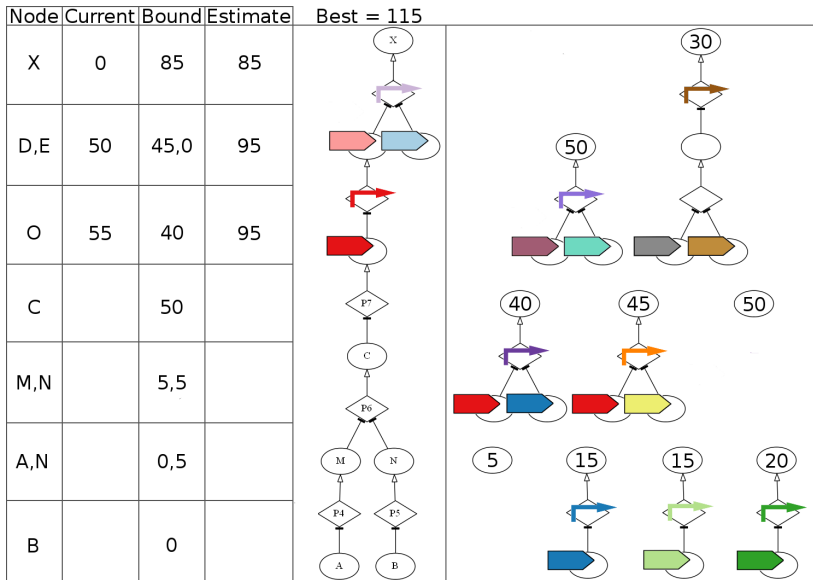 Node Current Bound Estimate Best = 115
X 0 85 85
D,E 50 45,0 95
O 55 40 95
C 50
M,N 5,5
A,N 0,5
B 0
X
P7
C
P6
M N
P4 P5
A B
30
50
40 45 50
5 15 15 20